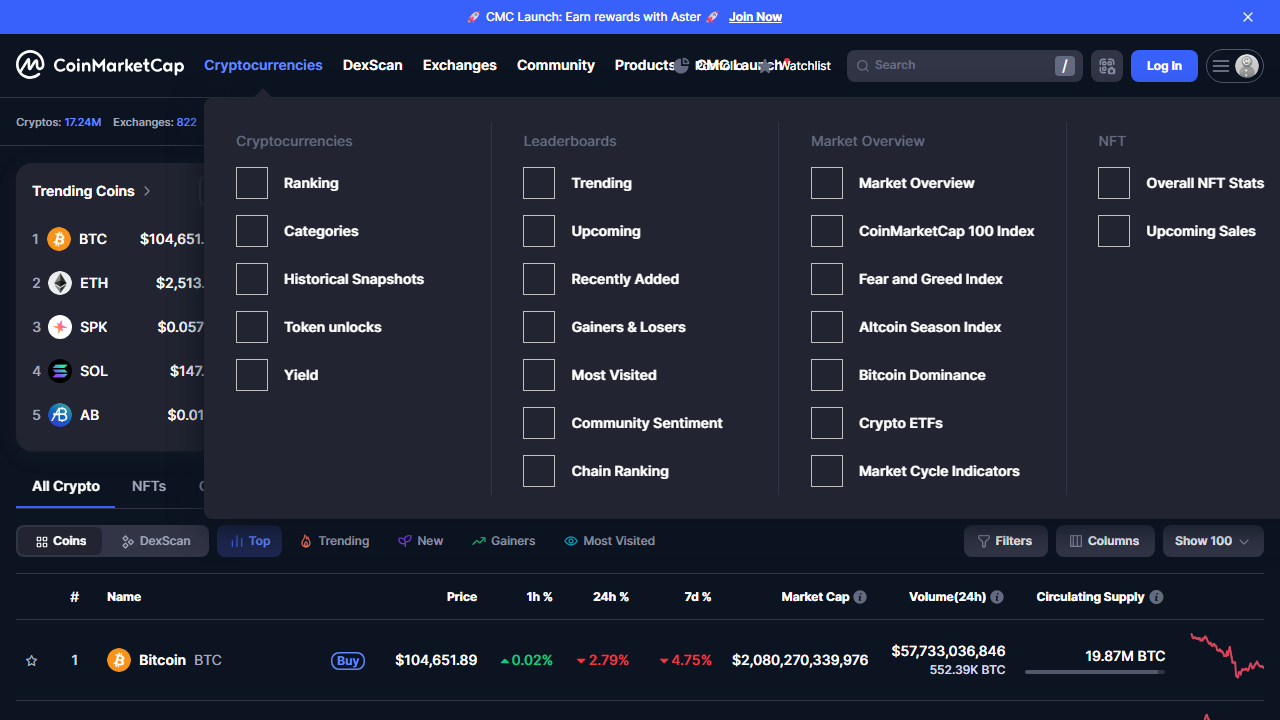 🚀 CMC Launch: Earn rewards with Aster 🚀 Join Now
CoinMarketCap
Cryptocurrencies
DexScan
Exchanges
Community
Products
CMC Launch
Watchlist
Search
/
Log In
Cryptos: 17.24M Exchanges: 822
Cryptocurrencies
Ranking
Categories
Historical Snapshots
Token unlocks
Yield
Leaderboards
Trending
Upcoming
Recently Added
Gainers & Losers
Most Visited
Community Sentiment
Chain Ranking
Market Overview
Market Overview
CoinMarketCap 100 Index
Fear and Greed Index
Altcoin Season Index
Bitcoin Dominance
Crypto ETFs
Market Cycle Indicators
NFT
Overall NFT Stats
Upcoming Sales
Trending Coins
1 BTC $104,651.
2 ETH $2,513.
3 SPK $0.057
4 SOL $147.
5 AB $0.01
All Crypto NFTs
Coins DexScan Top Trending New Gainers Most Visited Filters Columns Show 100
# Name Price 1h % 24h % 7d % Market Cap Volume(24h) Circulating Supply
1 Bitcoin BTC Buy $104,651.89 0.02% 2.79% 4.75% $2,080,270,339,976 $57,733,036,846 19.87M BTC
552.39K BTC